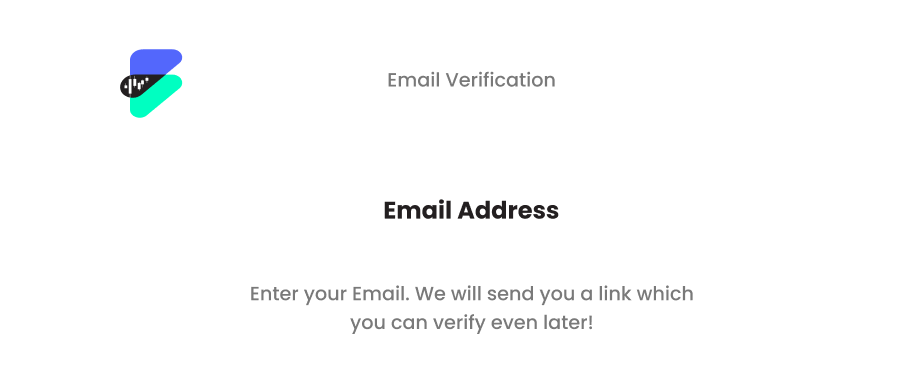 Email Verification
Email Address
Enter your Email. We will send you a link which
you can verify even later!